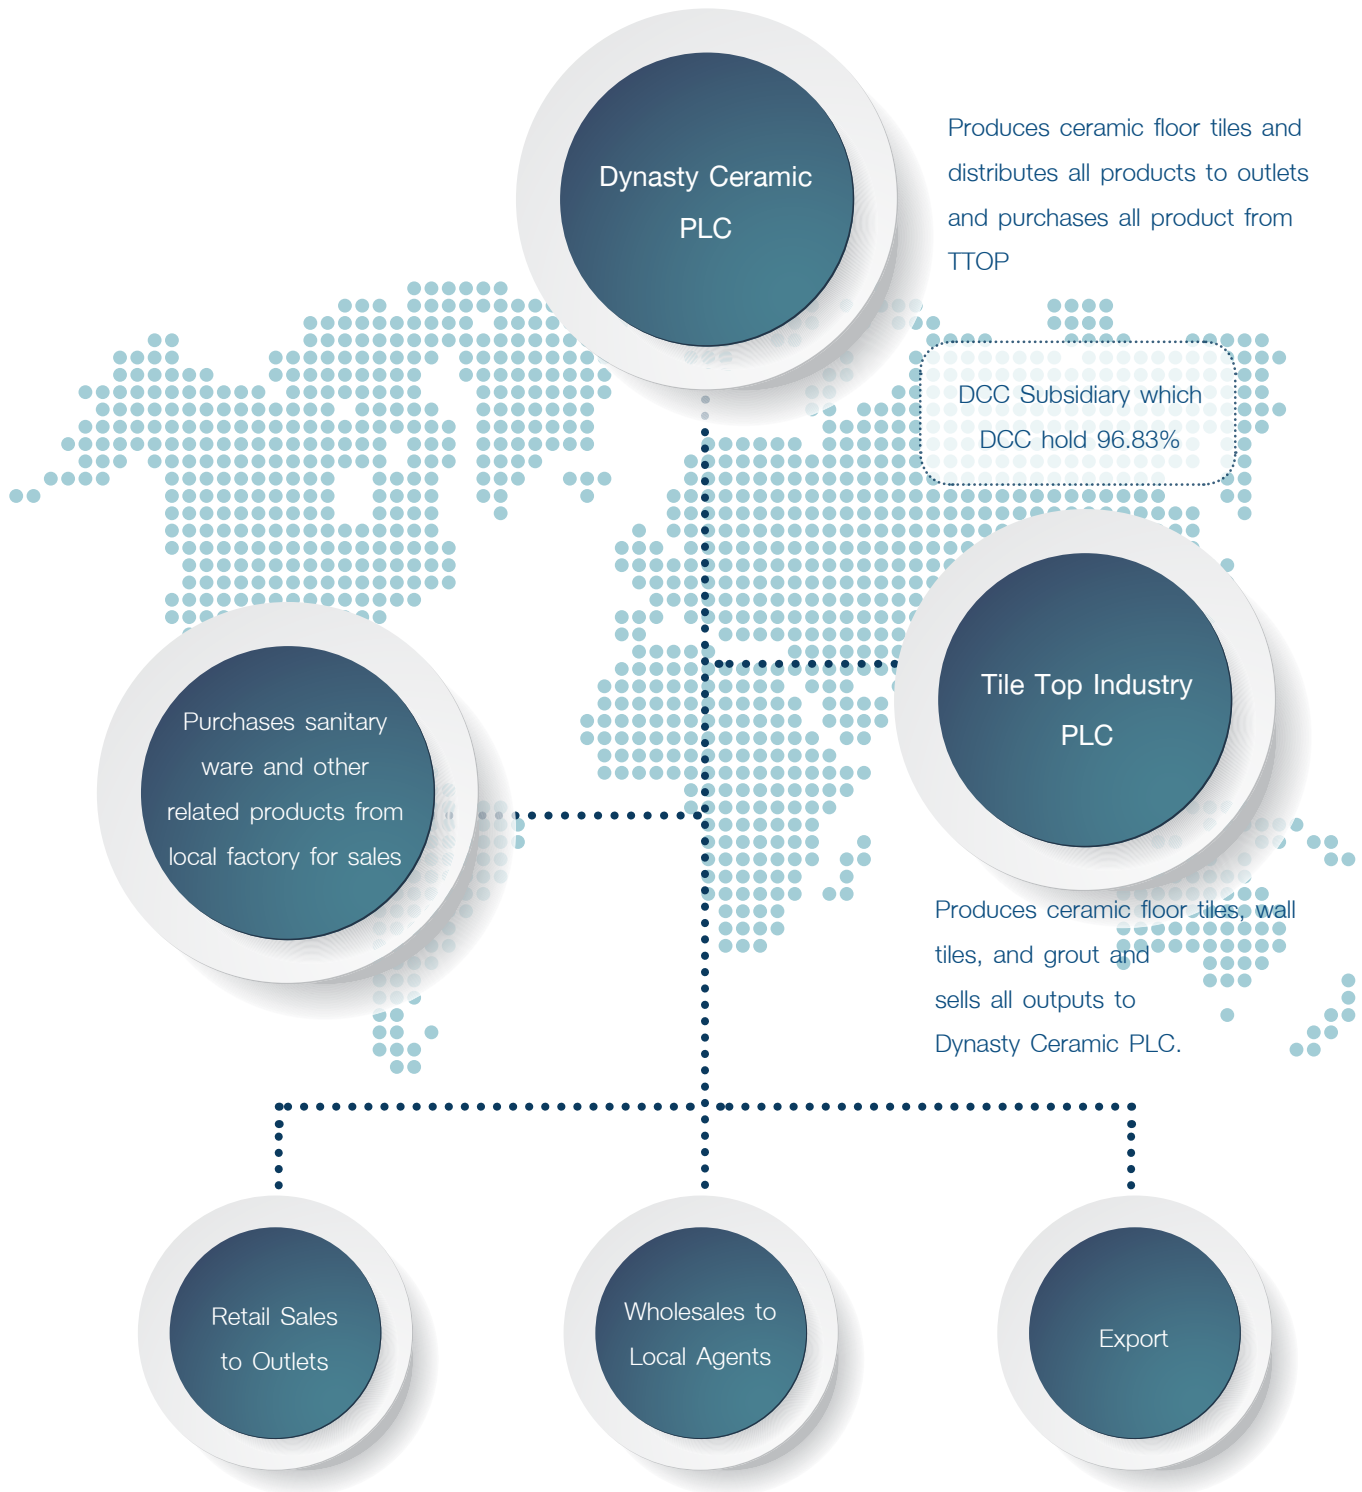 Dynasty Ceramic
PLC
Produces ceramic floor tiles and
distributes all products to outlets
and purchases all product from
TTOP
DCC Subsidiary which
DCC hold 96.83%
Tile Top Industry
PLC
Purchases sanitary
ware and other
related products from
local factory for sales
Produces ceramic floor tiles, wall
tiles, and grout and
sells all outputs to
Dynasty Ceramic PLC.
Retail Sales
to Outlets
Wholesales to
Local Agents
Export